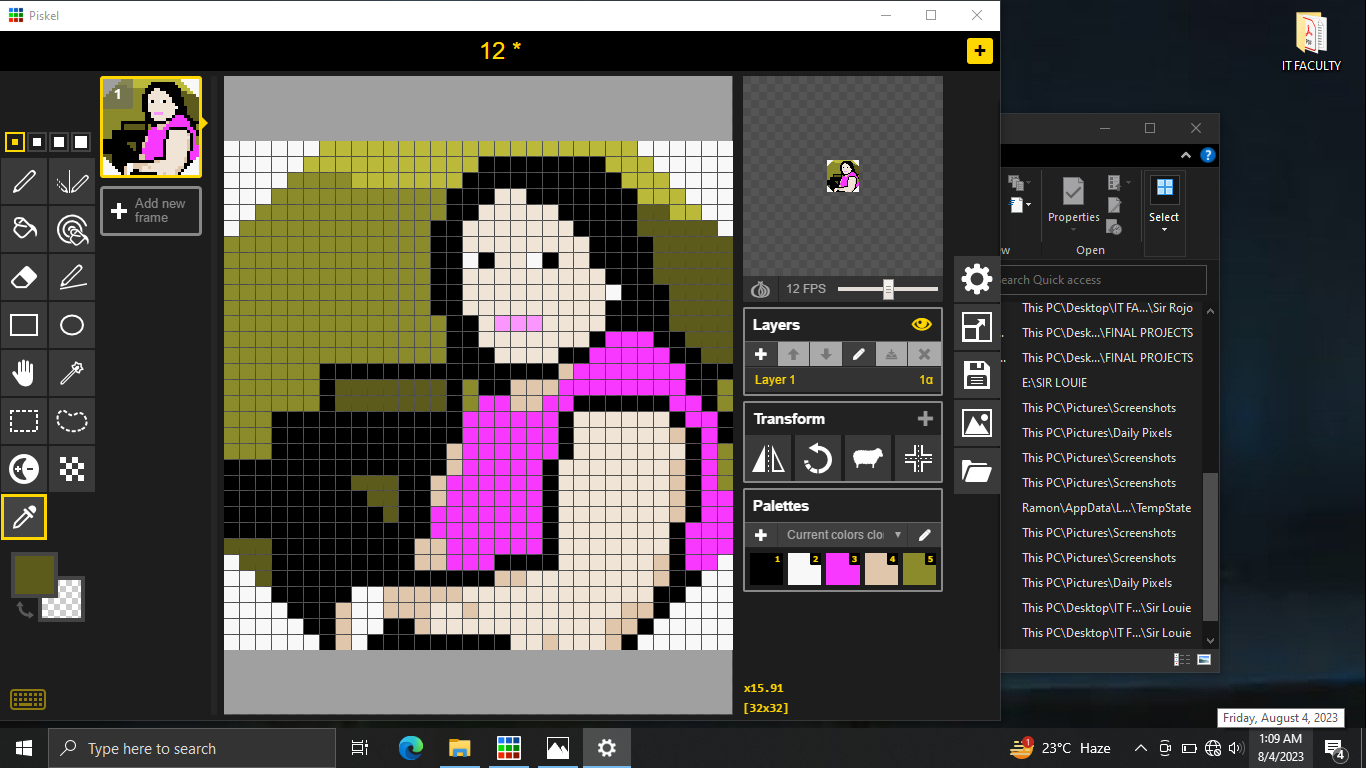 Piskel
12 *
1
Add new
frame
12 FPS
Layers
Layer 1
1α
Transform
Palettes
Current colors clo
1
2
3
4
5
x15.91
[32x32]
IT FACULTY
Properties
Select
Open
Search Quick access
This PC\Desktop\IT FA...\Sir Rojo
This PC\Desk...\FINAL PROJECTS
This PC\Desk...\FINAL PROJECTS
E:\SIR LOUIE
This PC\Pictures\Screenshots
This PC\Pictures\Daily Pixels
This PC\Pictures\Screenshots
This PC\Pictures\Screenshots
Ramon\AppData\L...\TempState
This PC\Pictures\Screenshots
This PC\Pictures\Screenshots
This PC\Pictures\Daily Pixels
This PC\Desktop\IT F...\Sir Louie
This PC\Desktop\IT F...\Sir Louie
Friday, August 4, 2023
Type here to search
1
23°C Haze
1:09 AM
8/4/2023
4